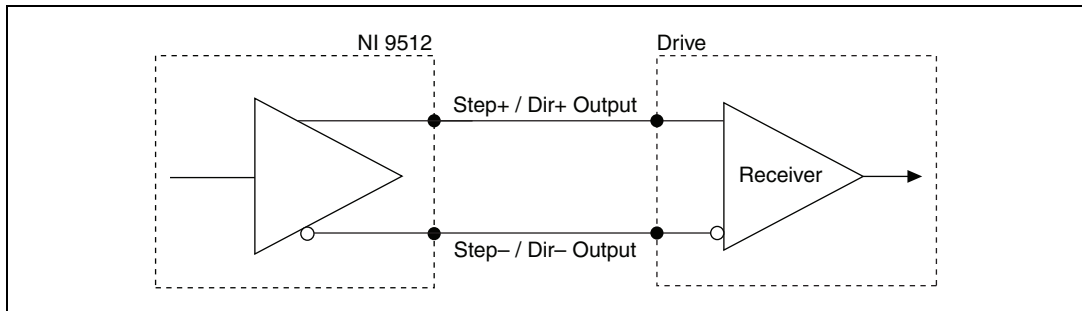 NI 9512
Drive
Step+ / Dir+ Output
Receiver
Step– / Dir– Output